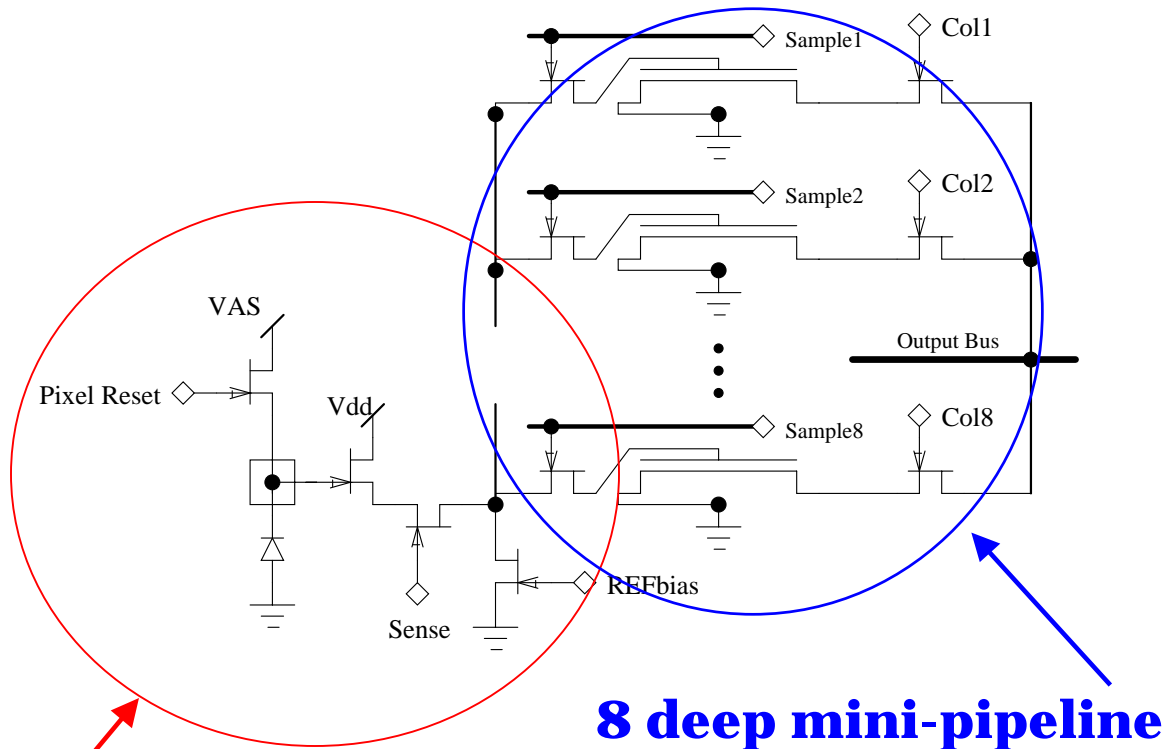 Sample1
Col1
Sample2
Col2
VAS
Output Bus
Pixel Reset
Vdd
Sample8
Col8
REFbias
Sense
8 deep mini-pipeline